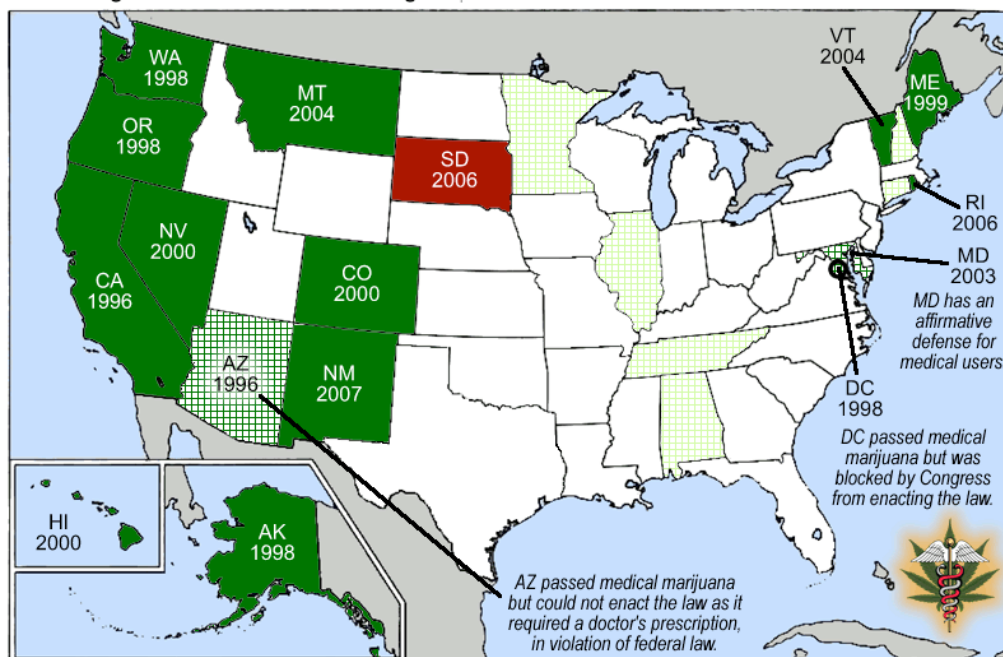 WA
1998
MT
2004
VT
2004
ME
1999
OR
1998
SD
2006
RI
2006
NV
2000
MD
2003
CA
1996
CO
2000
MD has an
affirmative
defense for
medical users
AZ
1996
NM
2007
DC
1998
DC passed medical
marijuana but was
blocked by Congress
from enacting the law.
HI
2000
AK
1998
AZ passed medical marijuana
but could not enact the law as it
required a doctor's prescription,
in violation of federal law.